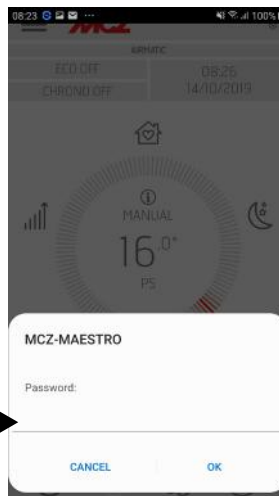 08:23 100%
MCZ
ARMATIC
ECO OFF
CHRONO OFF
08:26
14/10/2019
MANUAL
16.0°
P5
MCZ-MAESTRO
Password:
CANCEL OK